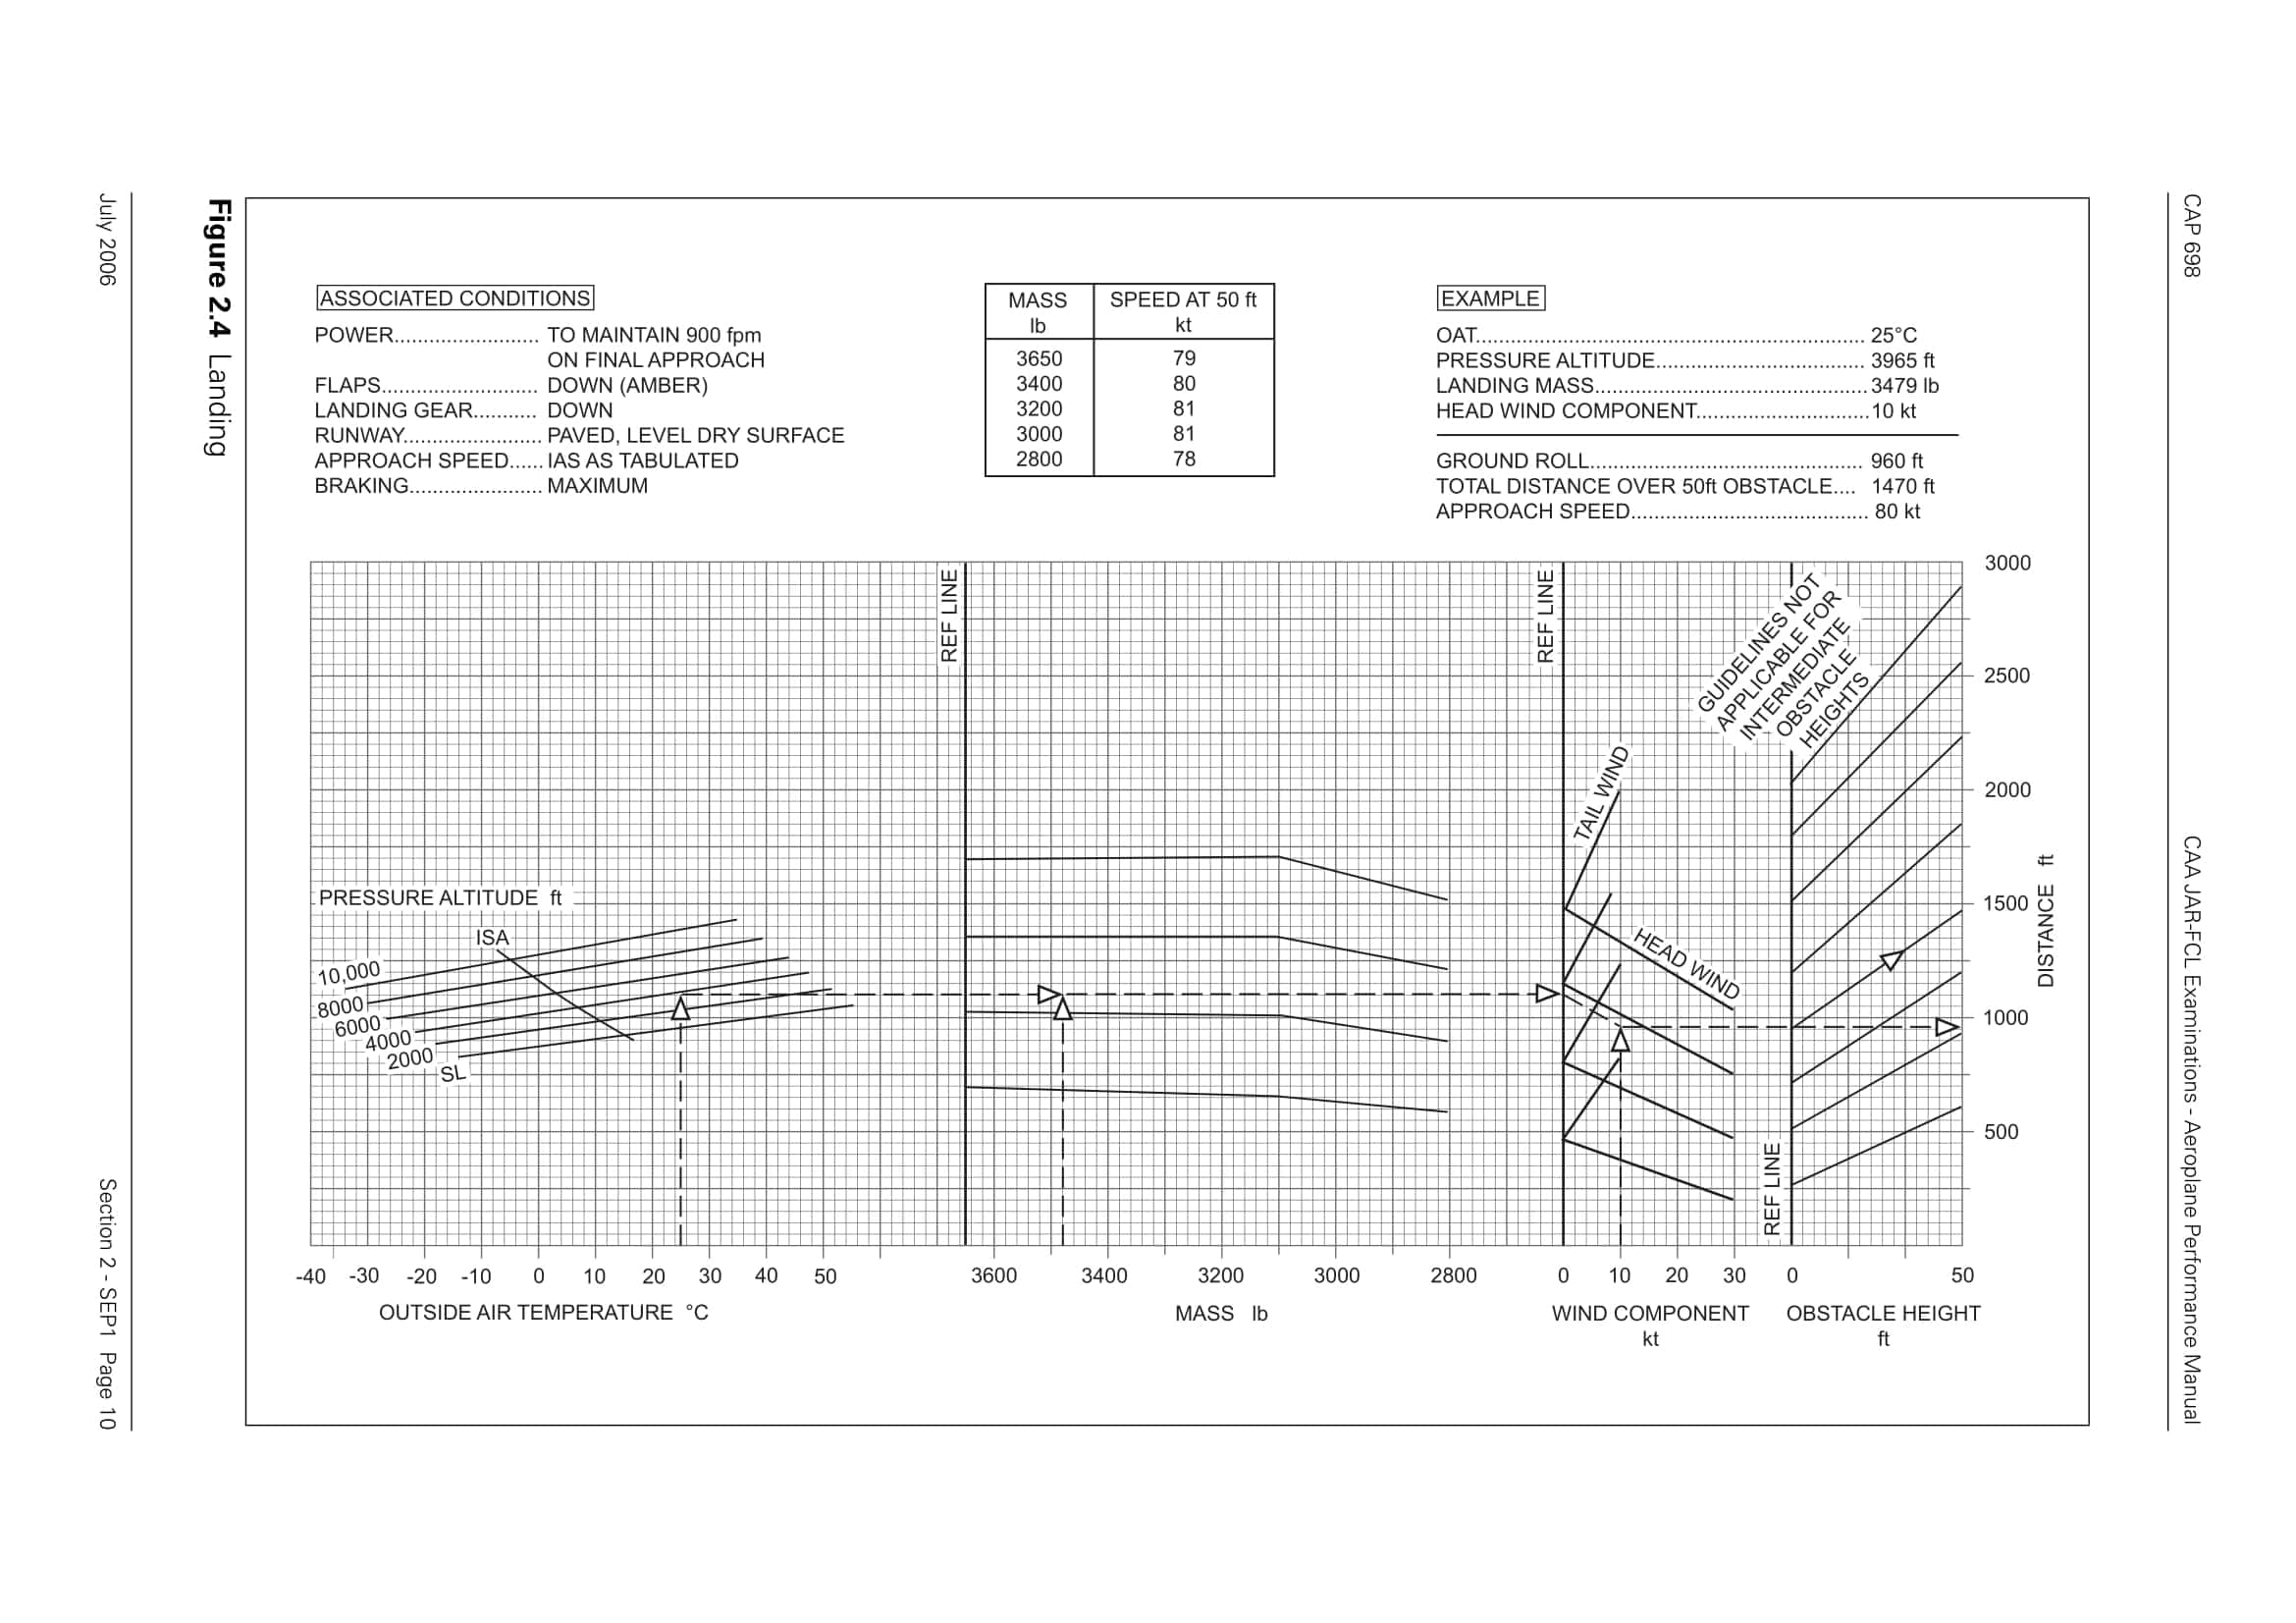 CAP 698
CAA JAR-FCL Examinations - Aeroplane Performance Manual
Figure 2.4 Landing
ASSOCIATED CONDITIONS
POWER......................... TO MAINTAIN 900 fpm
ON FINAL APPROACH
FLAPS........................... DOWN (AMBER)
LANDING GEAR........... DOWN
RUNWAY........................ PAVED, LEVEL DRY SURFACE
APPROACH SPEED...... IAS AS TABULATED
BRAKING....................... MAXIMUM
MASS SPEED AT 50 ft
lb kt
3650 79
3400 80
3200 81
3000 81
2800 78
EXAMPLE
OAT.................................................................. 25°C
PRESSURE ALTITUDE.................................... 3965 ft
LANDING MASS............................................... 3479 lb
HEAD WIND COMPONENT.............................. 10 kt
GROUND ROLL............................................... 960 ft
TOTAL DISTANCE OVER 50ft OBSTACLE.... 1470 ft
APPROACH SPEED......................................... 80 kt
REF LINE
REF LINE
REF LINE
GUIDELINES NOT
APPLICABLE FOR
INTERMEDIATE
OBSTACLE
HEIGHTS
TAIL WIND
HEAD WIND
PRESSURE ALTITUDE ft
ISA
10,000
8000
6000
4000
2000
SL
3000
2500
2000
1500
1000
500
DISTANCE ft
-40 -30 -20 -10 0 10 20 30 40 50 3600 3400 3200 3000 2800 0 10 20 30 0 50
OUTSIDE AIR TEMPERATURE °C MASS lb WIND COMPONENT OBSTACLE HEIGHT
kt ft
July 2006
Section 2 - SEP1 Page 10